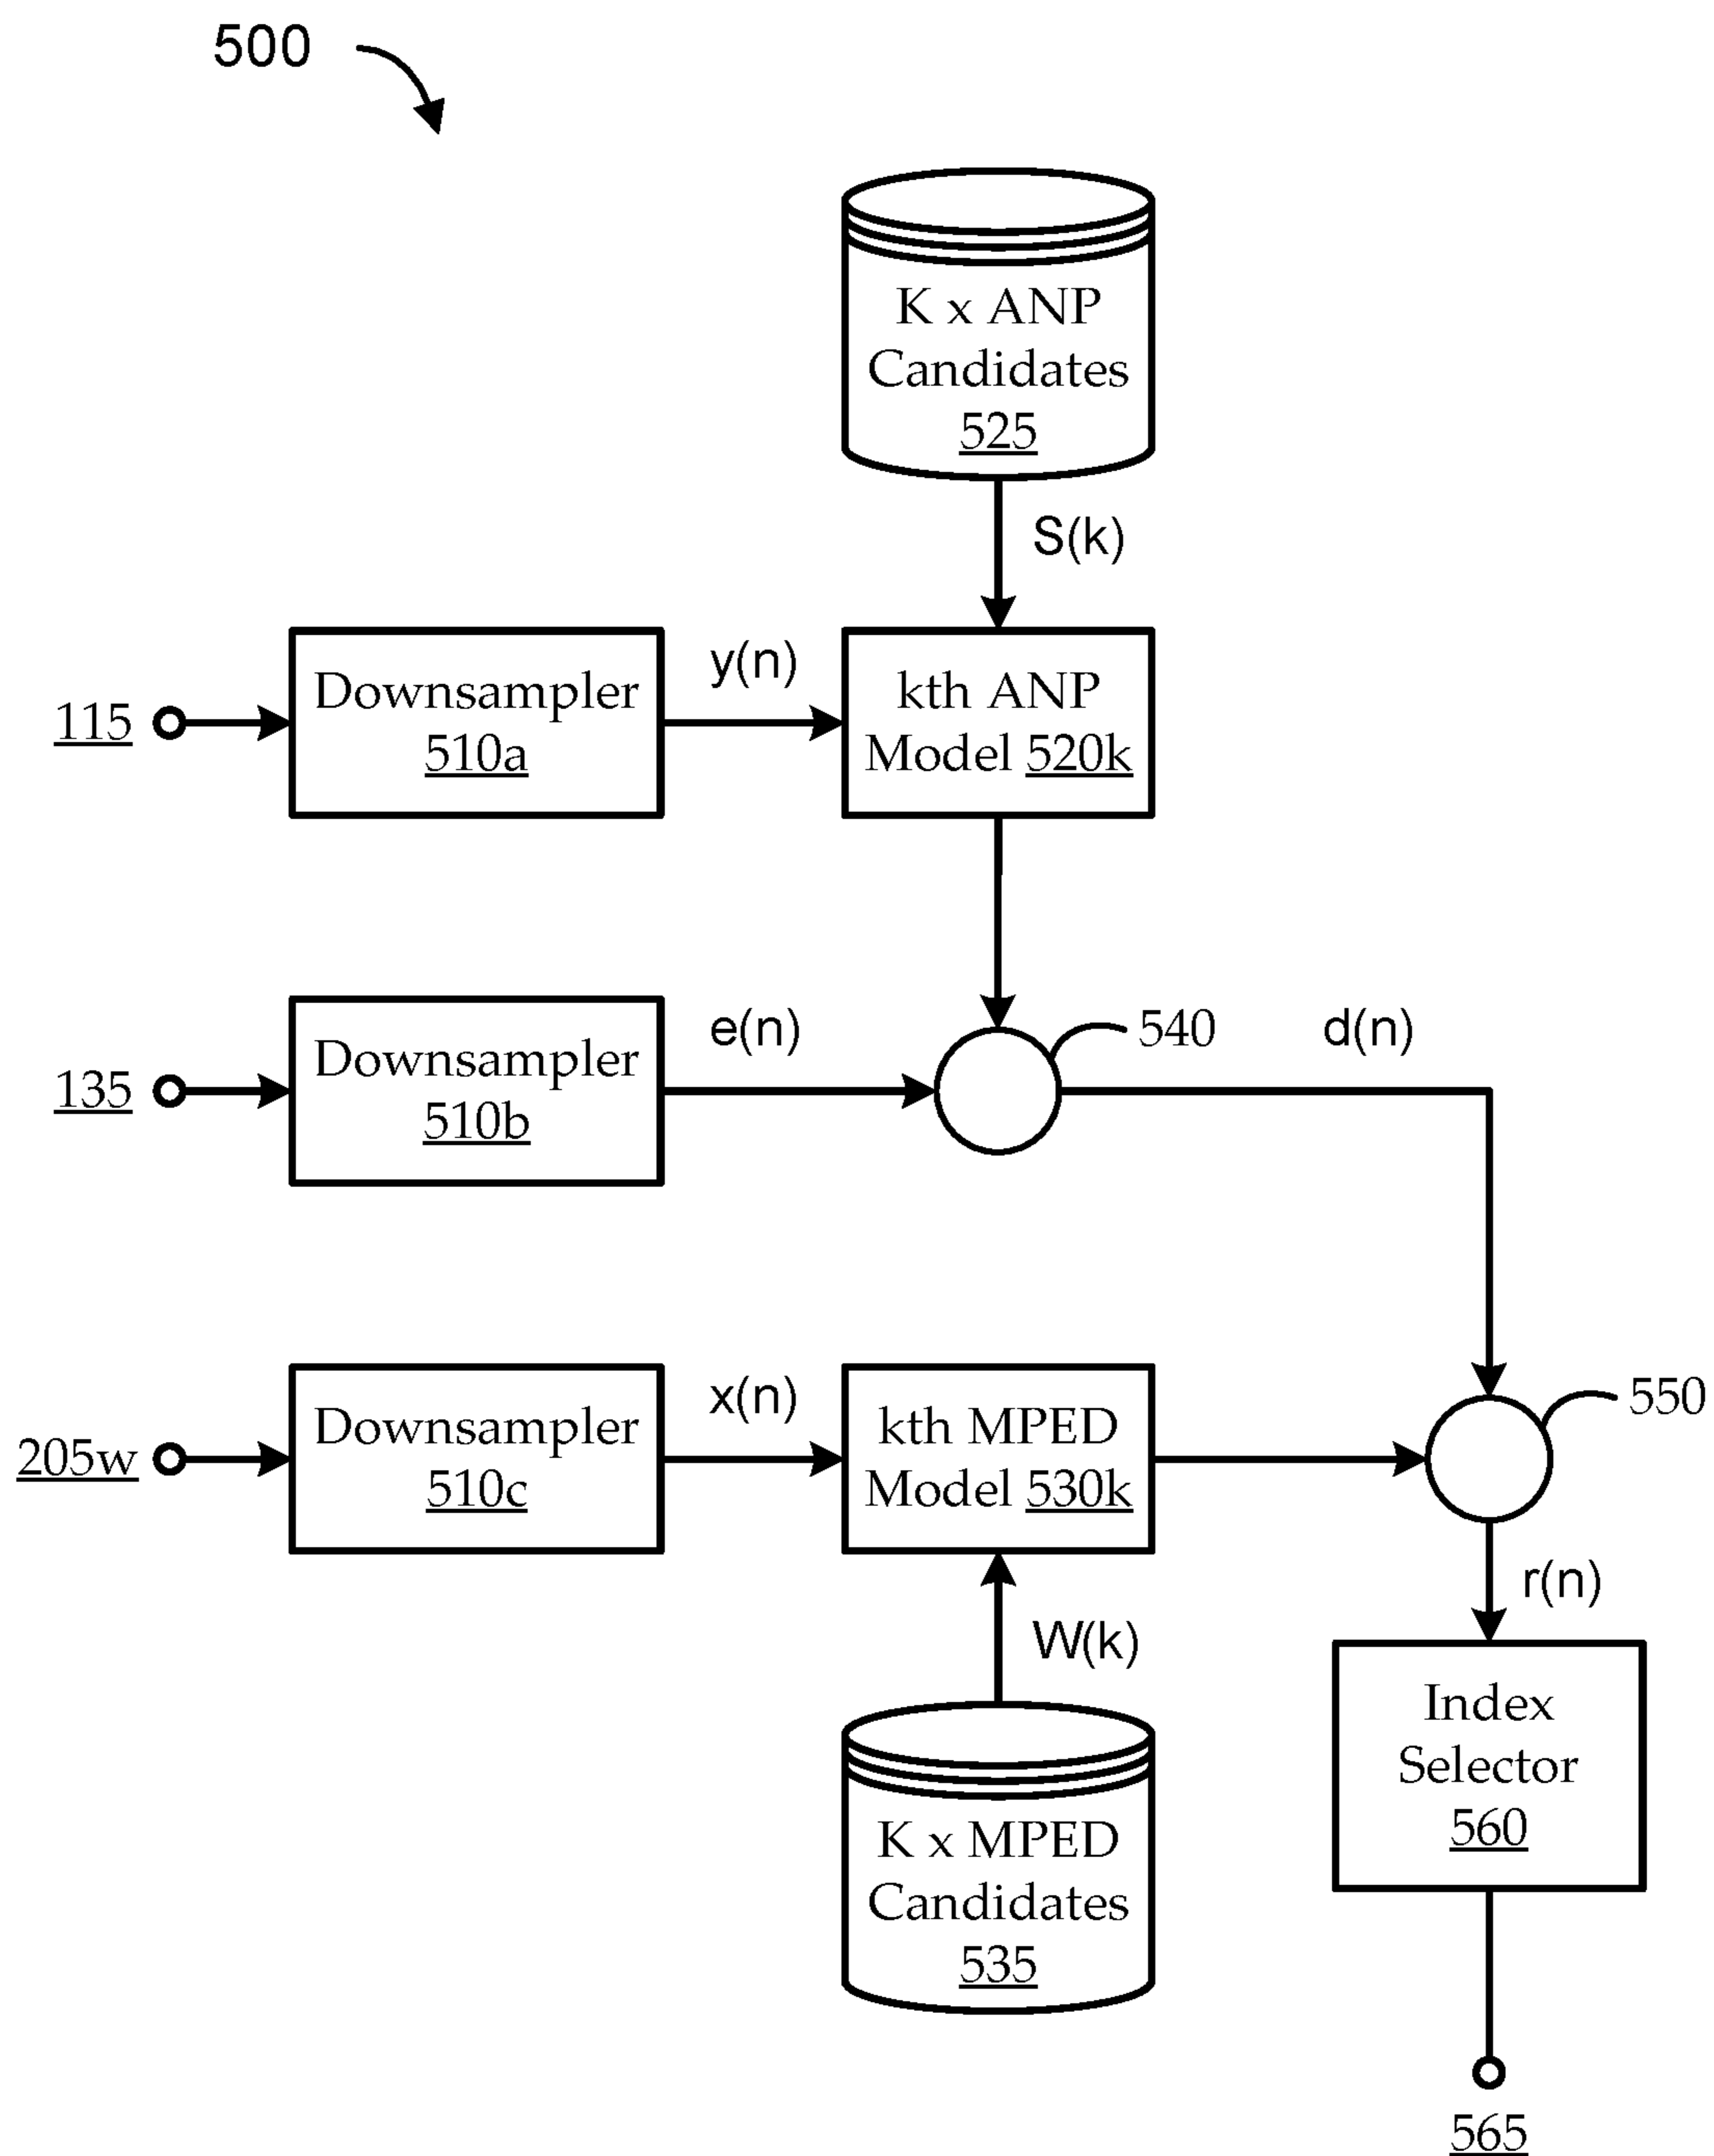 500
K x ANP
Candidates
525
S(k)
115
Downsampler
510a
y(n)
kth ANP
Model 520k
135
Downsampler
510b
e(n)
540
d(n)
205w
Downsampler
510c
x(n)
kth MPED
Model 530k
550
r(n)
W(k)
K x MPED
Candidates
535
Index
Selector
560
565